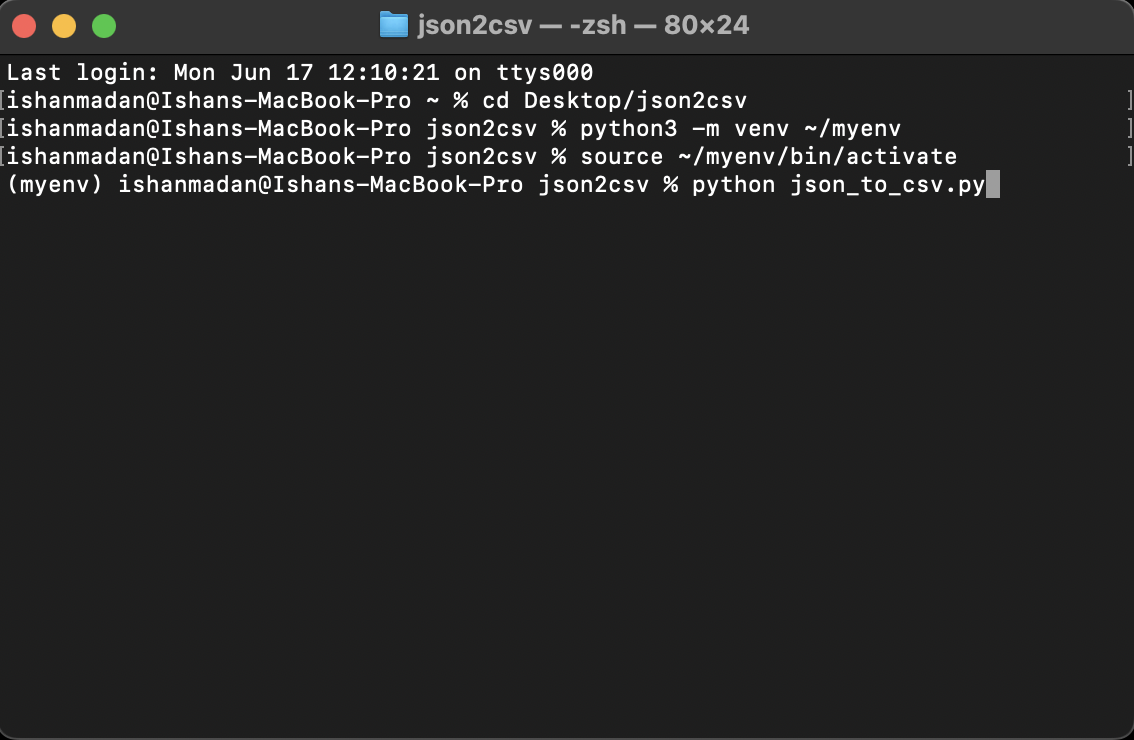 json2csv — -zsh — 80×24
Last login: Mon Jun 17 12:10:21 on ttys000
[ishanmadan@Ishans-MacBook-Pro ~ % cd Desktop/json2csv ]
[ishanmadan@Ishans-MacBook-Pro json2csv % python3 -m venv ~/myenv ]
[ishanmadan@Ishans-MacBook-Pro json2csv % source ~/myenv/bin/activate ]
(myenv) ishanmadan@Ishans-MacBook-Pro json2csv % python json_to_csv.py